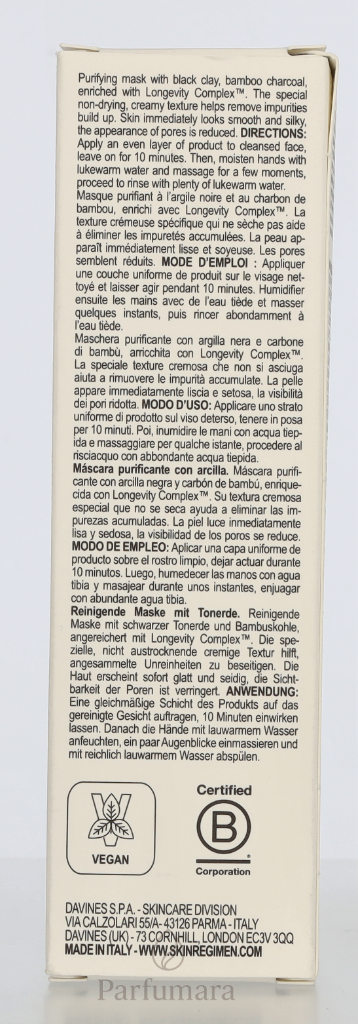 Purifying mask with black clay, bamboo charcoal,
enriched with Longevity Complex™. The special
non-drying, creamy texture helps remove impurities
build up. Skin immediately looks smooth and silky,
the appearance of pores is reduced. DIRECTIONS:
Apply an even layer of product to cleansed face,
leave on for 10 minutes. Then, moisten hands with
lukewarm water and massage for a few moments,
proceed to rinse with plenty of lukewarm water.
Masque purifiant à l'argile noire et au charbon de
bambou, enrichi avec Longevity Complex™. La
texture crémeuse spécifique qui ne sèche pas aide
à éliminer les impuretés accumulées. La peau ap-
paraît immédiatement lisse et soyeuse. Les pores
semblent réduits. MODE D'EMPLOI : Appliquer
une couche uniforme de produit sur le visage net-
toyé et laisser agir pendant 10 minutes. Humidifier
ensuite les mains avec de l'eau tiède et masser
quelques instants, puis rincer abondamment à
l'eau tiède.
Maschera purificante con argilla nera e carbone
di bambù, arricchita con Longevity Complex™.
La speciale texture cremosa che non si asciuga
aiuta a rimuovere le impurità accumulate. La pelle
appare immediatamente liscia e setosa, la visibilità
dei pori ridotta. MODO D'USO: Applicare uno strato
uniforme di prodotto sul viso deterso, tenere in posa
per 10 minuti. Poi, inumidire le mani con acqua tiep-
ida e massaggiare per qualche istante, procedere al
risciacquo con abbondante acqua tiepida.
Máscara purificante con arcilla. Máscara purifi-
cante con arcilla negra y carbón de bambú, enrique-
cida con Longevity Complex™. Su textura cremosa
especial que no se seca ayuda a eliminar las im-
purezas acumuladas. La piel luce inmediatamente
lisa y sedosa, la visibilidad de los poros se reduce.
MODO DE EMPLEO: Aplicar una capa uniforme de
producto sobre el rostro limpio, dejar actuar durante
10 minutos. Luego, humedecer las manos con agua
tibia y masajear durante unos instantes, enjuagar
con abundante agua tibia.
Reinigende Maske mit Tonerde. Reinigende
Maske mit schwarzer Tonerde und Bambuskohle,
angereichert mit Longevity Complex™. Die spe-
zielle, nicht austrocknende cremige Textur hilft,
angesammelte Unreinheiten zu beseitigen. Die
Haut erscheint sofort glatt und seidig, die Sicht-
barkeit der Poren ist verringert. ANWENDUNG:
Eine gleichmäßige Schicht des Produkts auf das
gereinigte Gesicht auftragen, 10 Minuten einwirken
lassen. Danach die Hände mit lauwarmem Wasser
anfeuchten, ein paar Augenblicke einmassieren und
mit reichlich lauwarmem Wasser abspülen.
V
VEGAN
Certified
B
Corporation
DAVINES S.P.A. - SKINCARE DIVISION
VIA CALZOLARI 55/A- 43126 PARMA - ITALY
DAVINES (UK) - 73 CORNHILL, LONDON EC3V 3QQ
MADE IN ITALY - WWW.SKINREGIMEN.COM
Parfumara